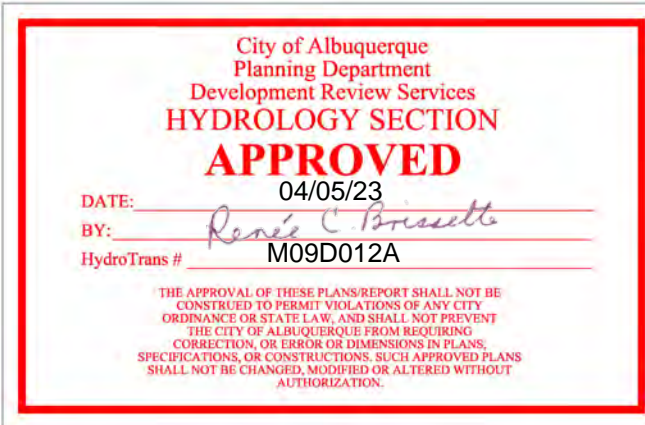 City of Albuquerque
Planning Department
Development Review Services
HYDROLOGY SECTION
APPROVED
DATE: 04/05/23
BY: Renée C. Brissette
HydroTrans # M09D012A
THE APPROVAL OF THESE PLANS/REPORT SHALL NOT BE
CONSTRUED TO PERMIT VIOLATIONS OF ANY CITY
ORDINANCE OR STATE LAW, AND SHALL NOT PREVENT
THE CITY OF ALBUQUERQUE FROM REQUIRING
CORRECTION, OR ERROR OR DIMENSIONS IN PLANS,
SPECIFICATIONS, OR CONSTRUCTIONS. SUCH APPROVED PLANS
SHALL NOT BE CHANGED, MODIFIED OR ALTERED WITHOUT
AUTHORIZATION.